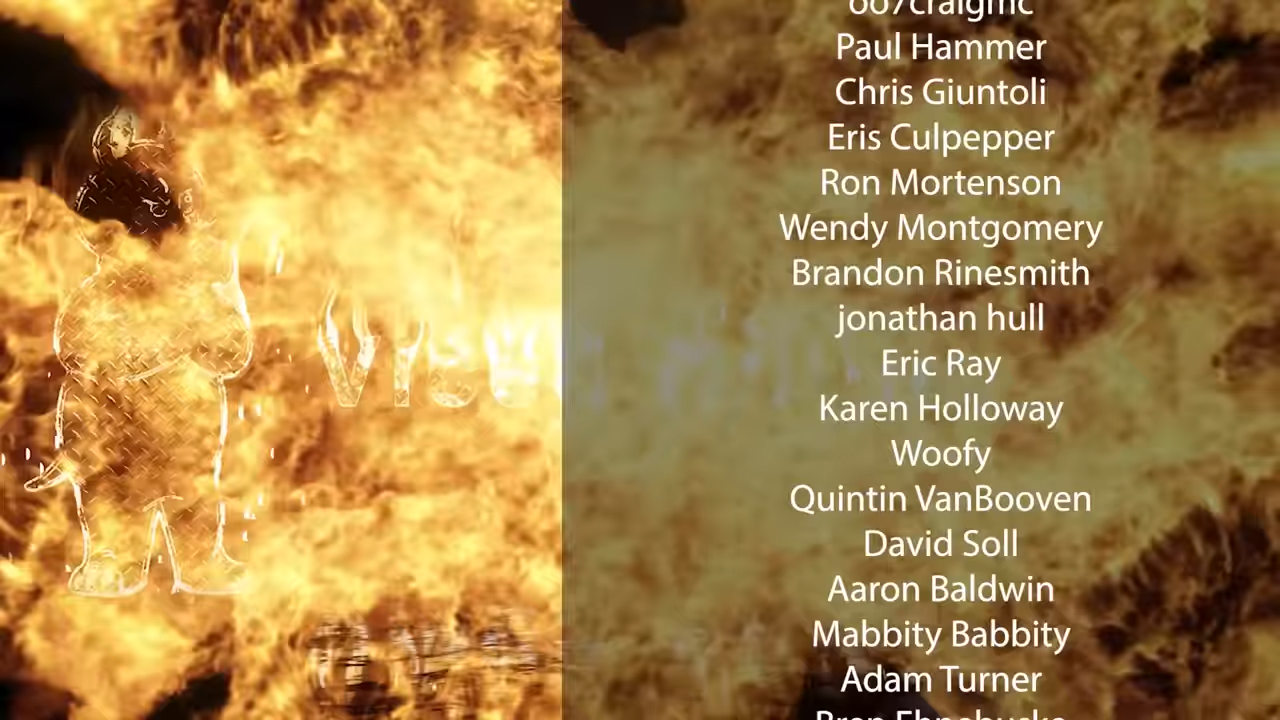 oo7craigmc
Paul Hammer
Chris Giuntoli
Eris Culpepper
Ron Mortenson
Wendy Montgomery
Brandon Rinesmith
jonathan hull
Eric Ray
Karen Holloway
Woofy
Quintin VanBooven
David Soll
Aaron Baldwin
Mabbity Babbity
Adam Turner